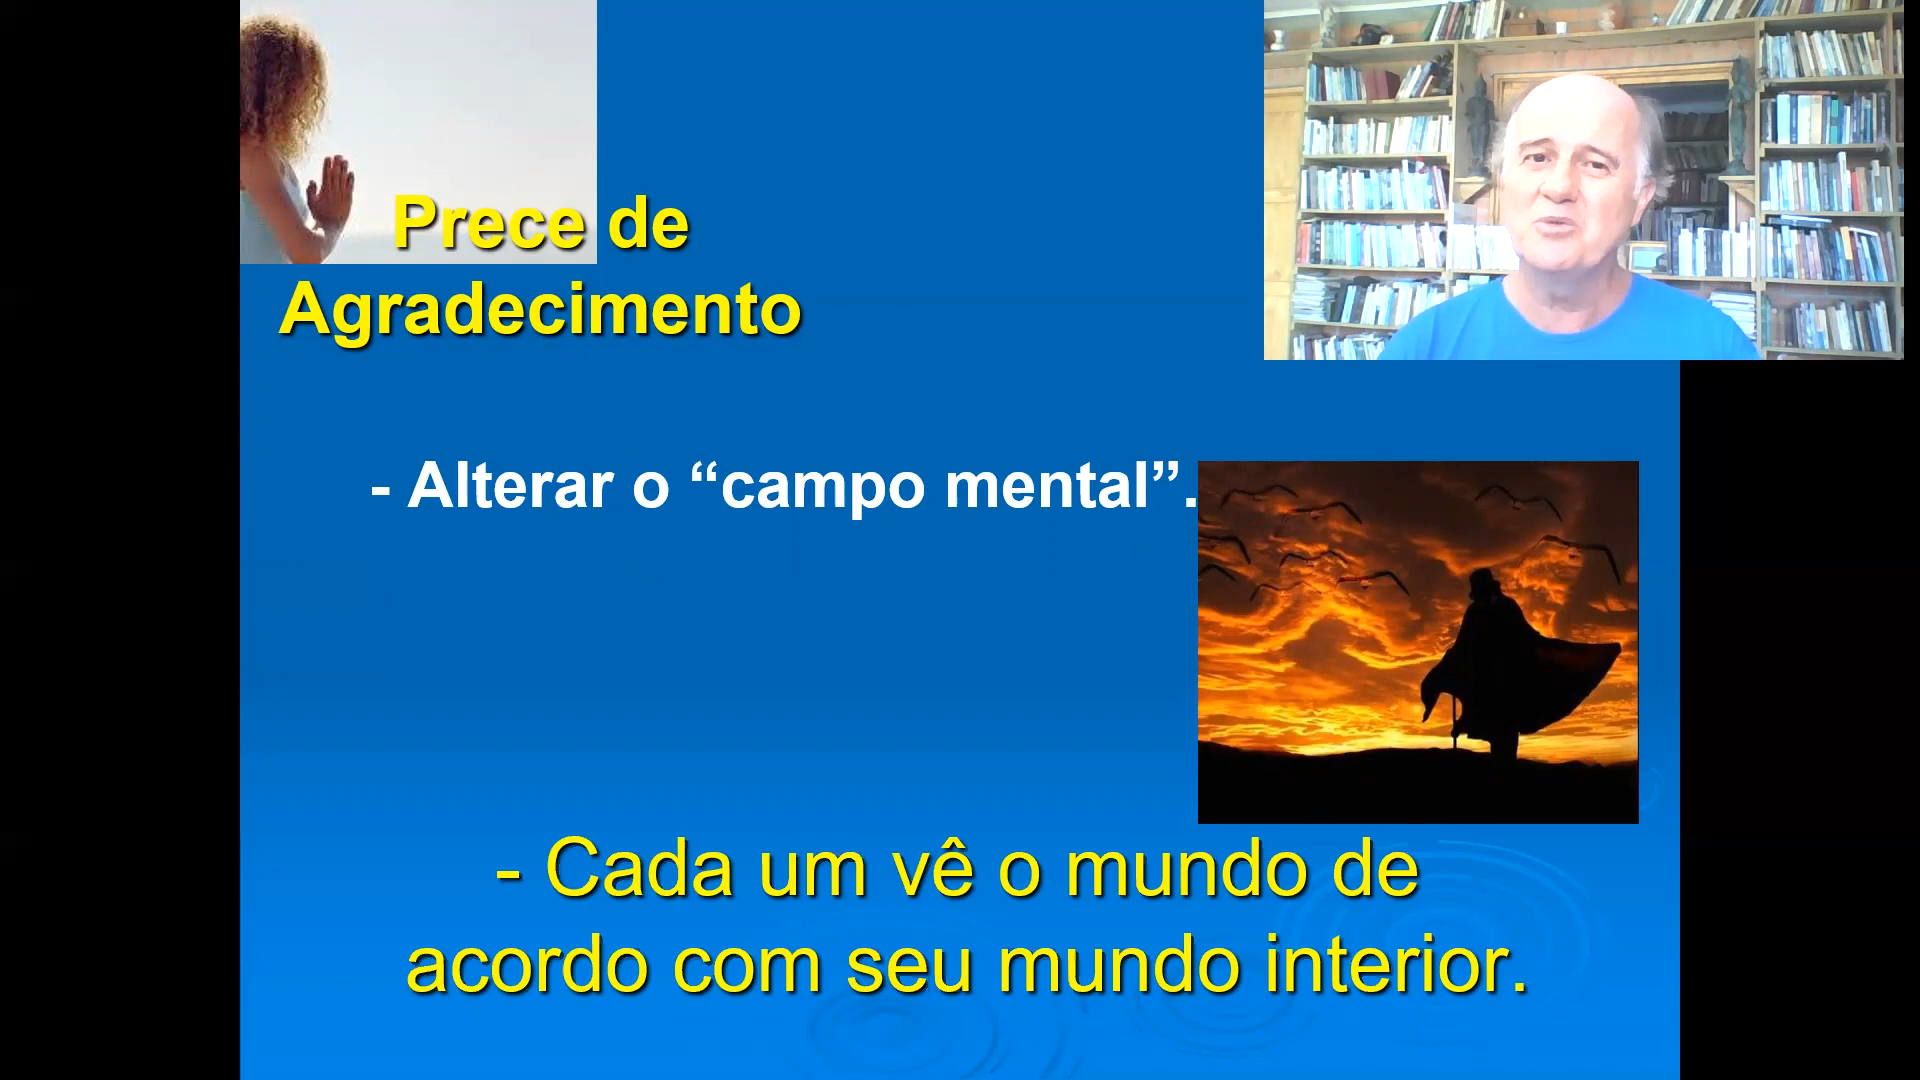 Prece de
Agradecimento
- Alterar o “campo mental”.
- Cada um vê o mundo de
acordo com seu mundo interior.